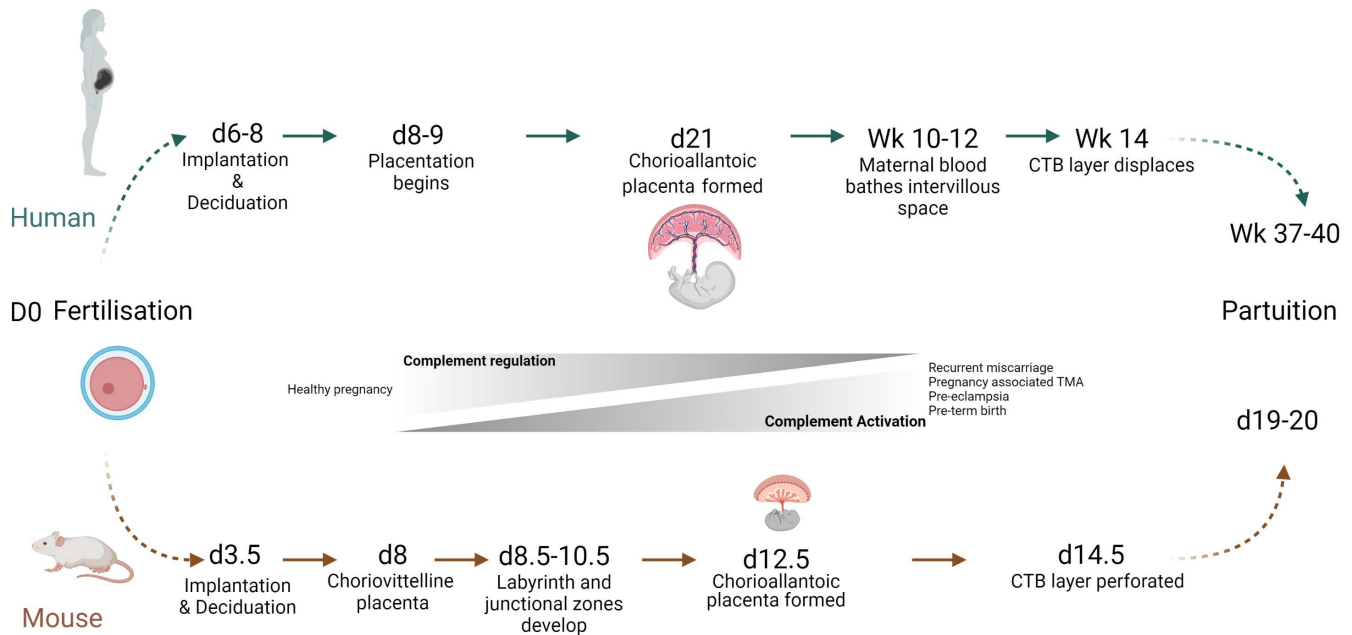 d6-8
Implantation
&
Deciduation
d8-9
Placentation
begins
d21
Chorioallantoic
placenta formed
Wk 10-12
Maternal blood
bathes intervillous
space
Wk 14
CTB layer displaces
Human
Wk 37-40
D0 Fertilisation
Partuition
Complement regulation
Healthy pregnancy
Recurrent miscarriage
Pregnancy associated TMA
Pre-eclampsia
Pre-term birth
Complement Activation
d19-20
d3.5
Implantation
& Deciduation
d8
Choriovittelline
placenta
d8.5-10.5
Labyrinth and
junctional zones
develop
d12.5
Chorioallantoic
placenta formed
d14.5
CTB layer perforated
Mouse